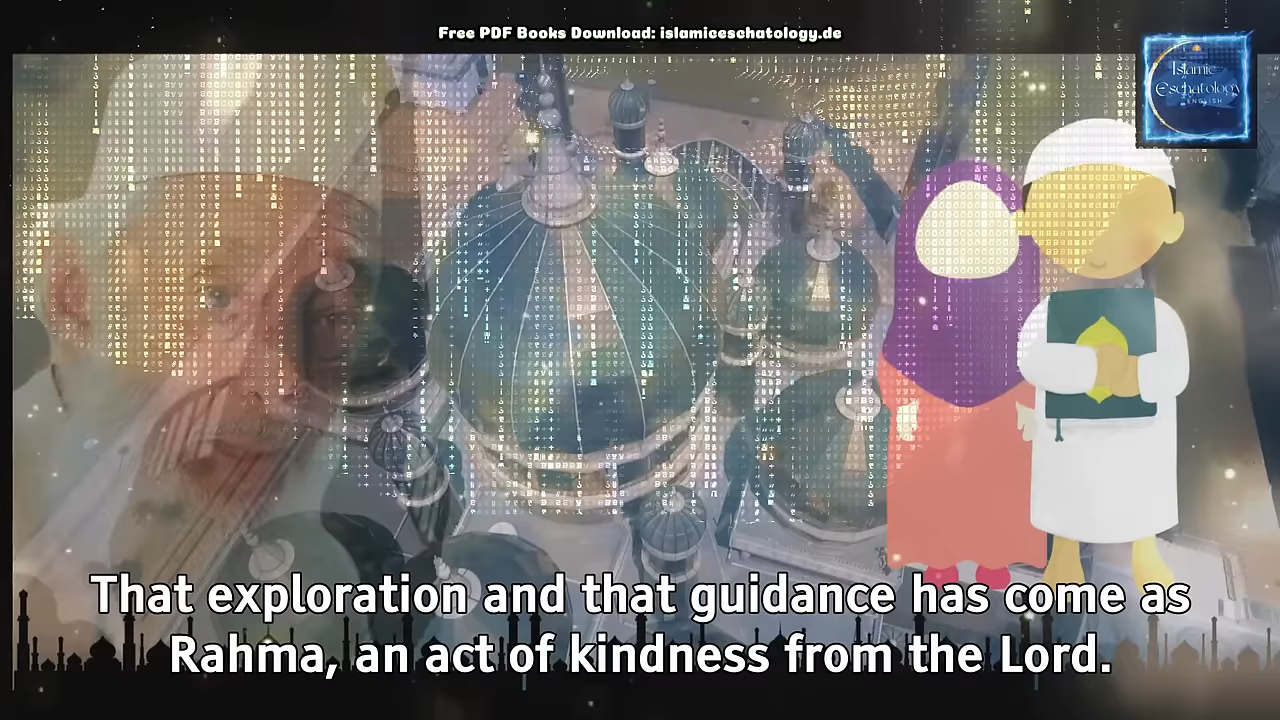 Free PDF Books Download: islamiceschatology.de
Islamic
Eschatology
ENGLISH
That exploration and that guidance has come as
Rahma, an act of kindness from the Lord.